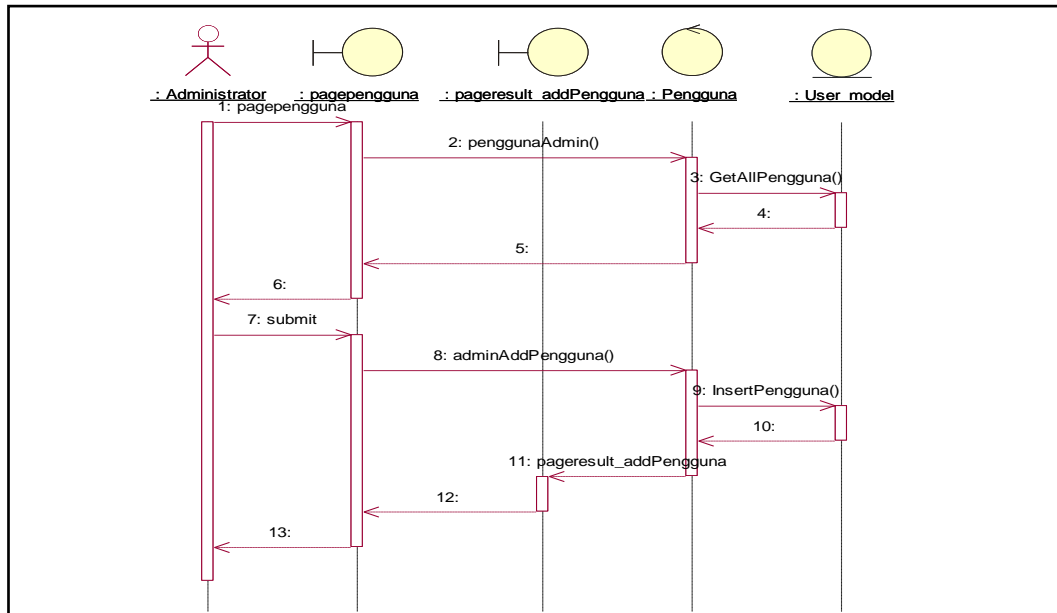 : Administrator
: pagepengguna
: pageresult_addPengguna
: Pengguna
: User_model
1: pagepengguna
2: penggunaAdmin()
3: GetAllPengguna()
4:
5:
6:
7: submit
8: adminAddPengguna()
9: InsertPengguna()
10:
11: pageresult_addPengguna
12:
13: